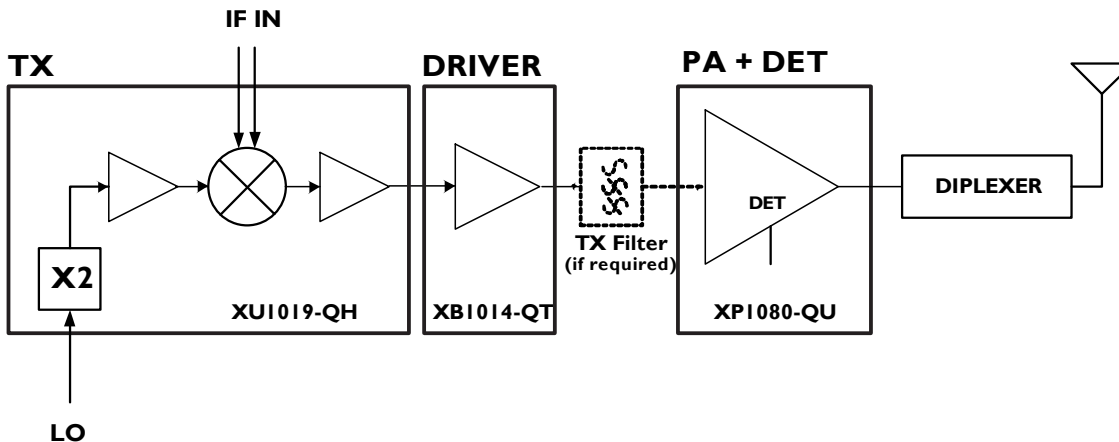 IF IN
TX
DRIVER
PA + DET
DIPLEXER
DET
X2
TX Filter
(if required)
XU1019-QH
XB1014-QT
XP1080-QU
LO